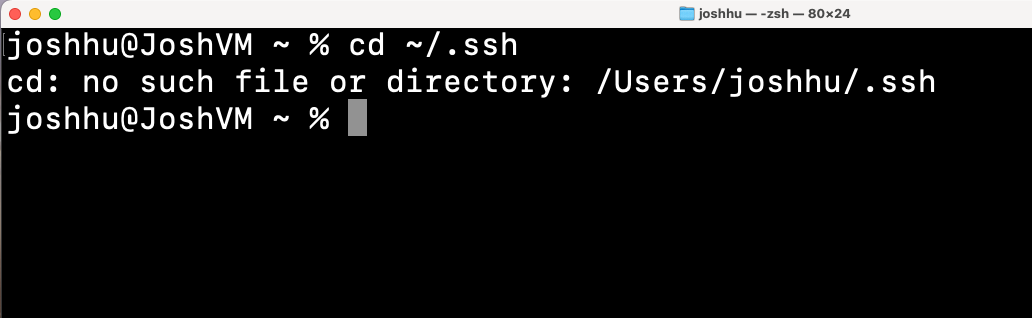 joshhu — -zsh — 80×24
joshhu@JoshVM ~ % cd ~/.ssh
cd: no such file or directory: /Users/joshhu/.ssh
joshhu@JoshVM ~ %